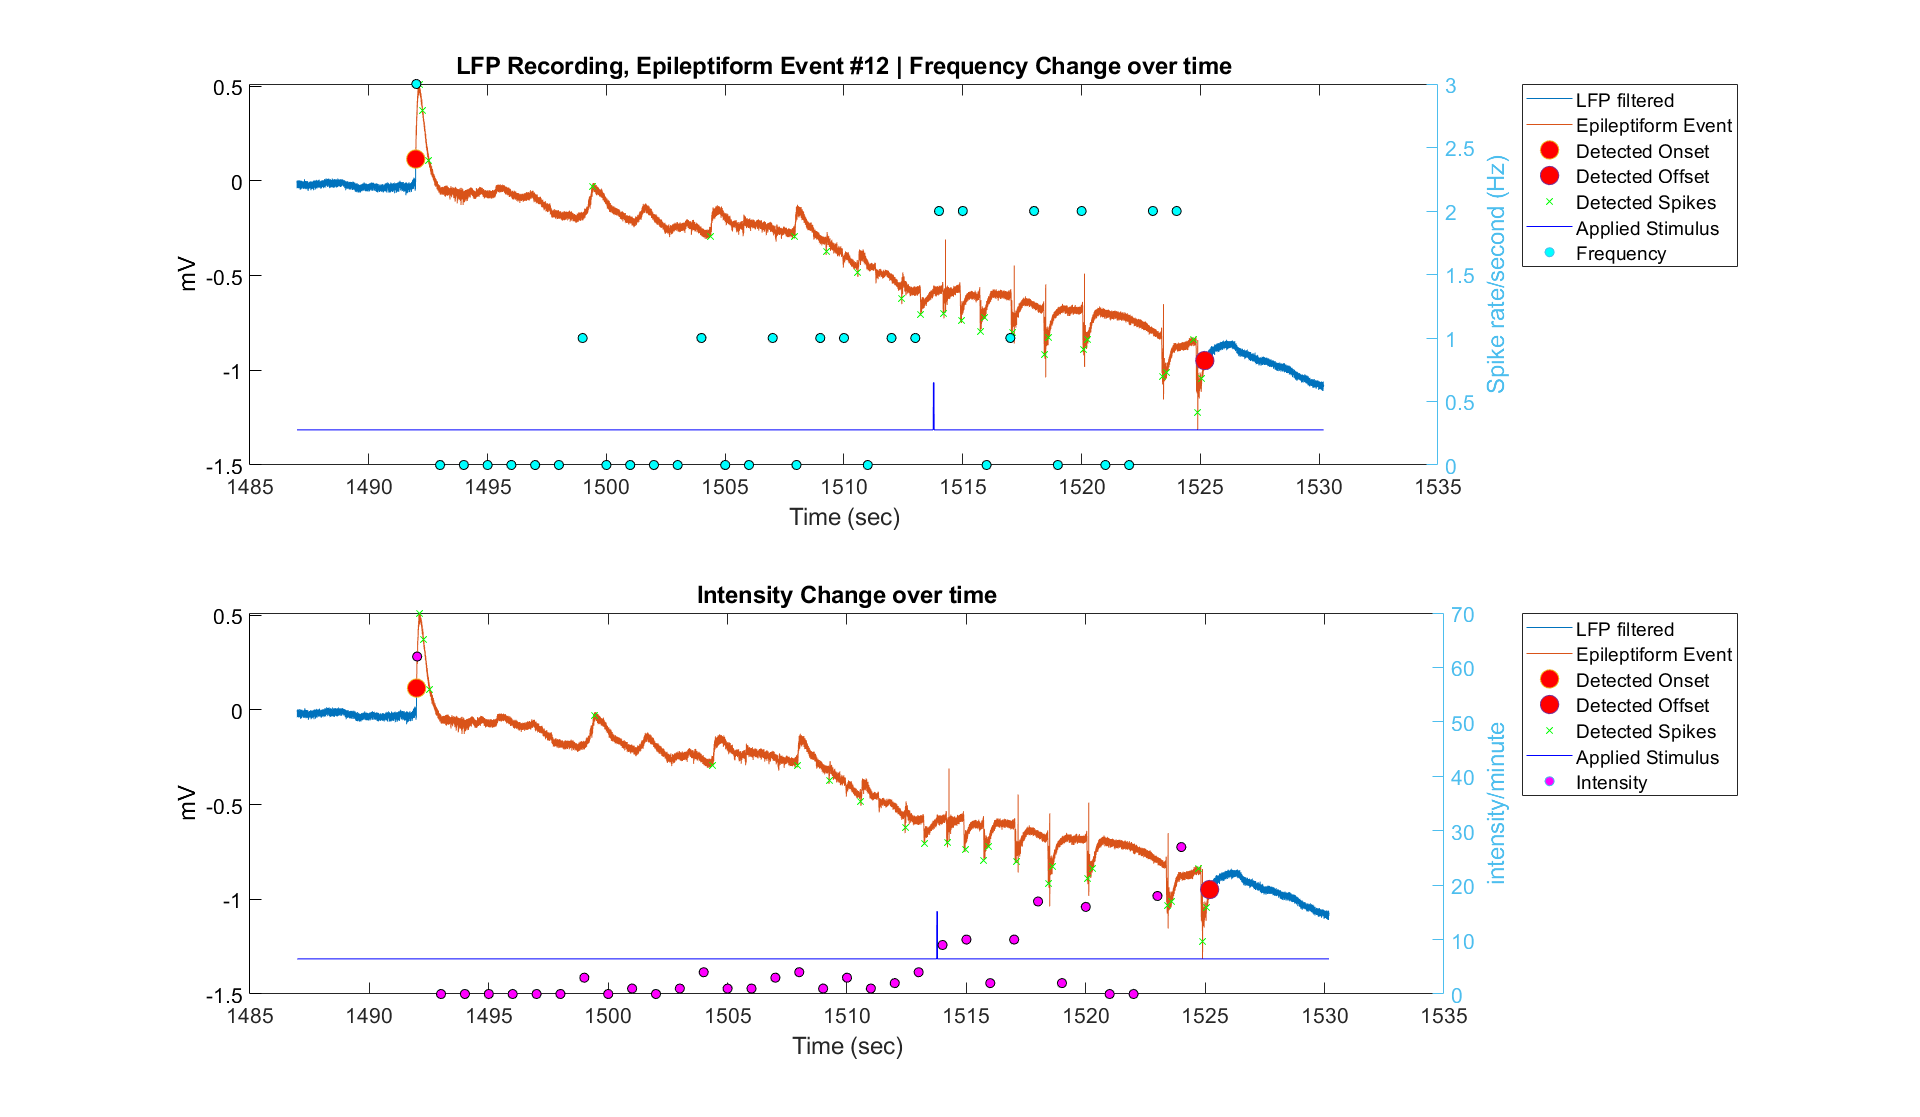 LFP Recording, Epileptiform Event #12 | Frequency Change over time
0.5
0
-0.5
-1
-1.5
mV
1485 1490 1495 1500 1505 1510 1515 1520 1525 1530 1535
Time (sec)
3
2.5
2
1.5
1
0.5
0
Spike rate/second (Hz)
LFP filtered
Epileptiform Event
Detected Onset
Detected Offset
Detected Spikes
Applied Stimulus
Frequency
Intensity Change over time
0.5
0
-0.5
-1
-1.5
mV
1485 1490 1495 1500 1505 1510 1515 1520 1525 1530 1535
Time (sec)
70
60
50
40
30
20
10
0
intensity/minute
LFP filtered
Epileptiform Event
Detected Onset
Detected Offset
Detected Spikes
Applied Stimulus
Intensity